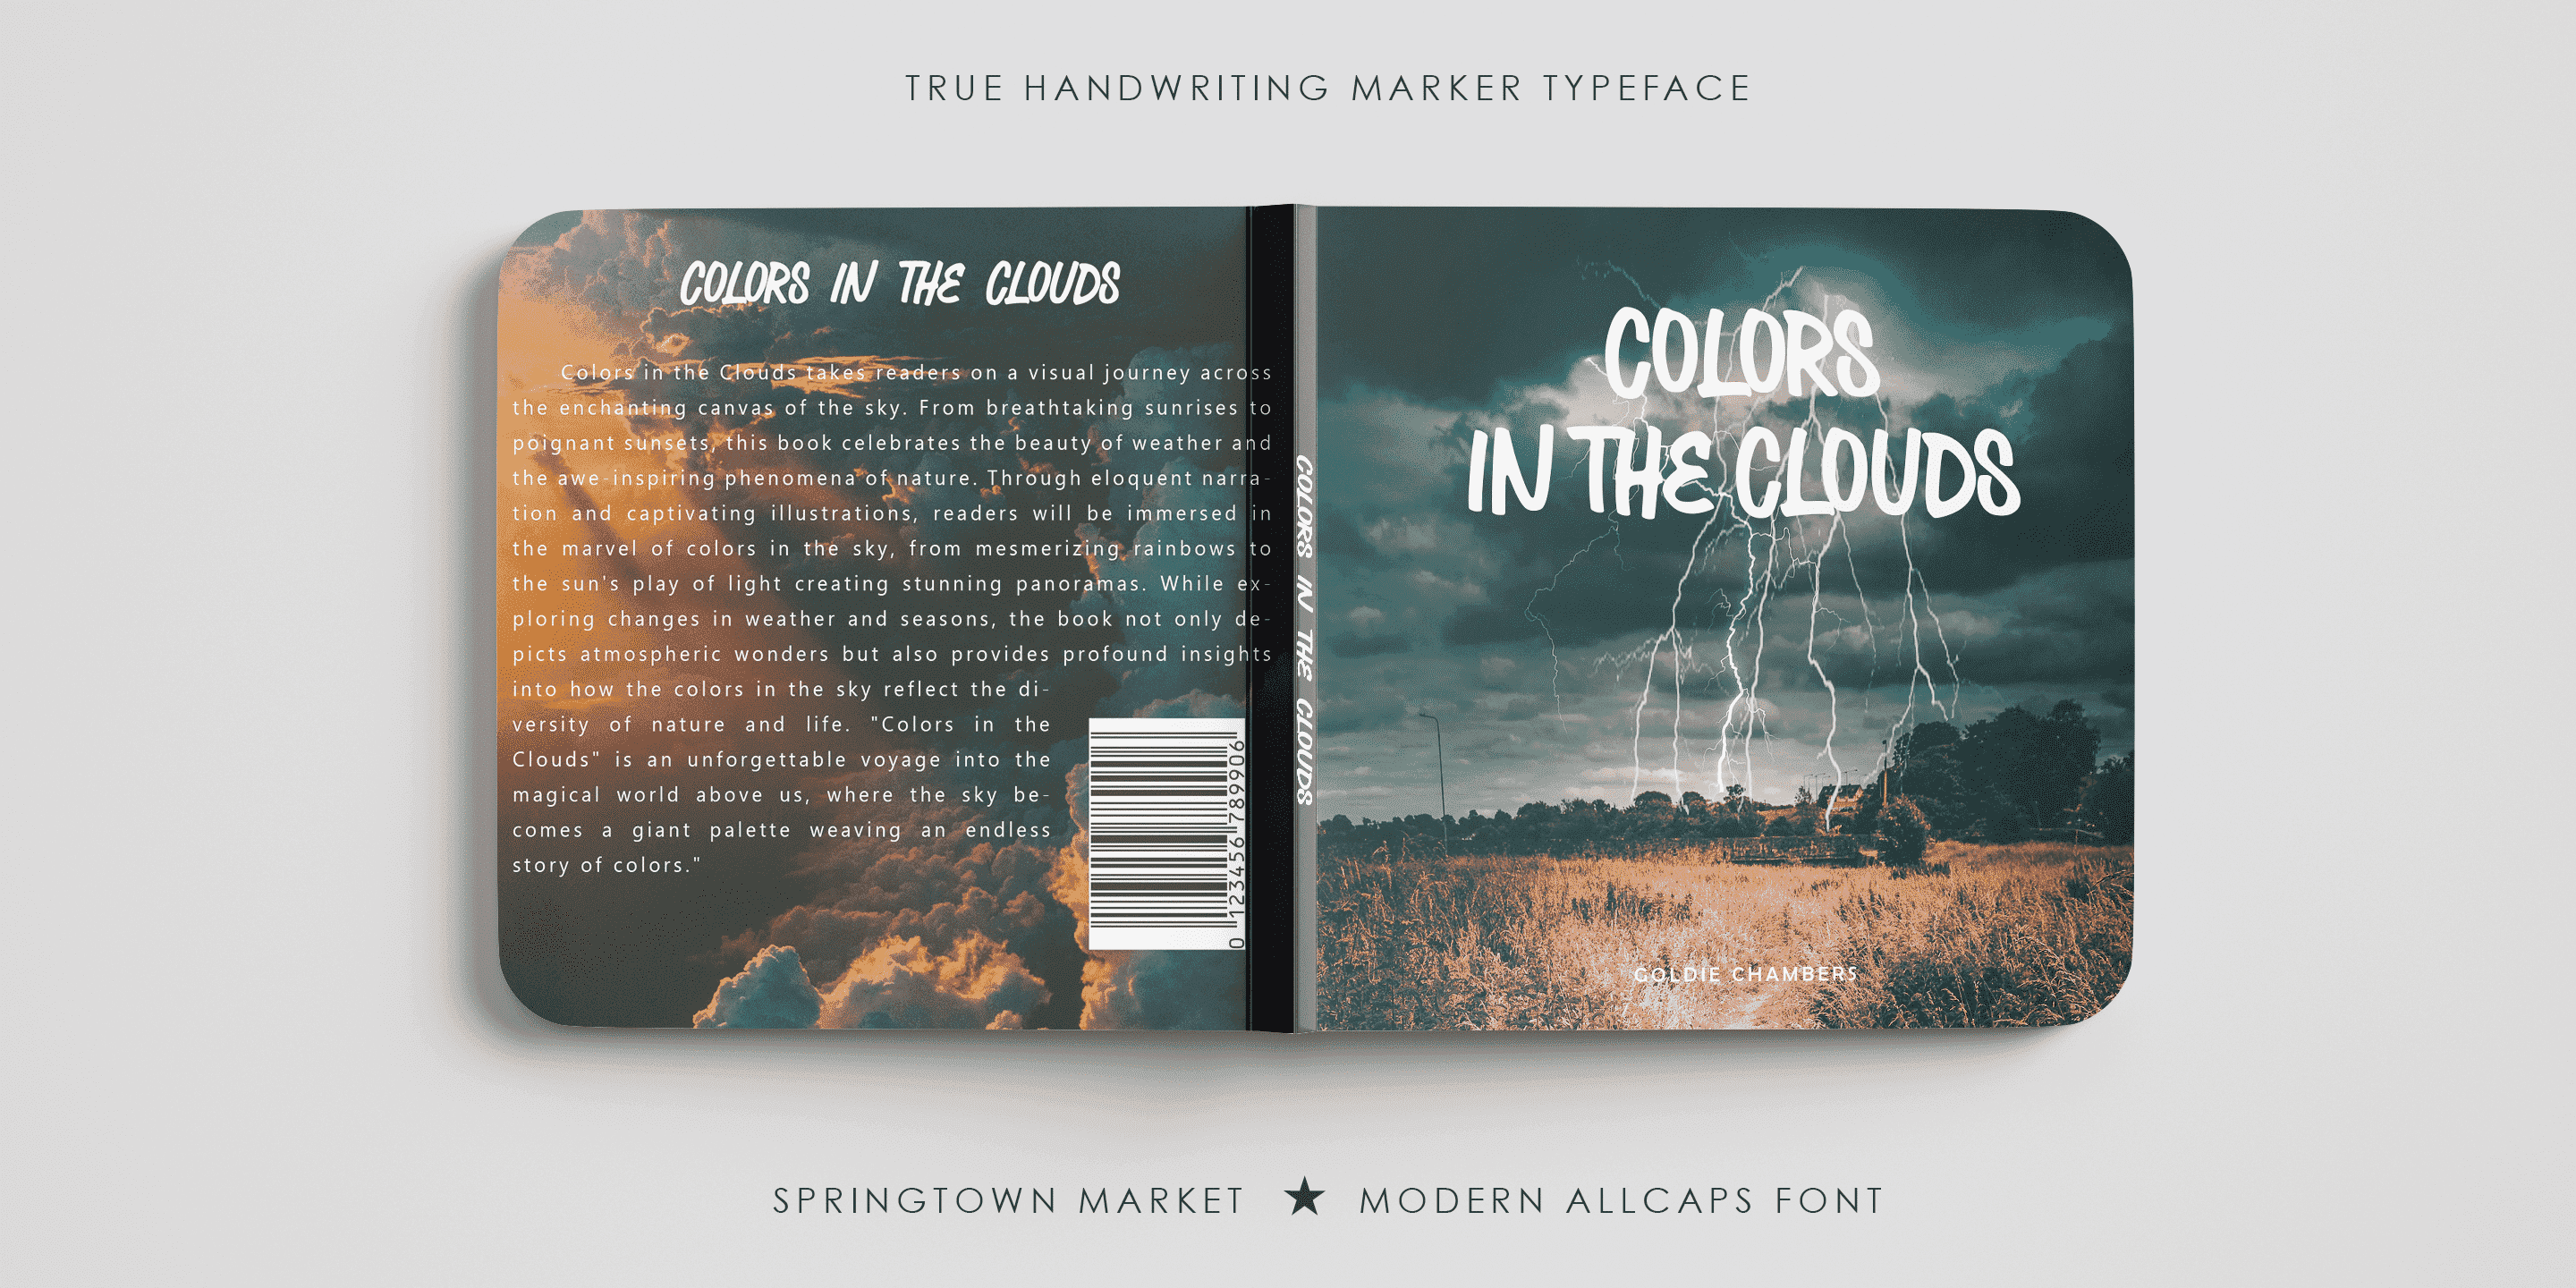 TRUE HANDWRITING MARKER TYPEFACE
COLORS IN THE CLOUDS
Colors in the Clouds takes readers on a visual journey across
the enchanting canvas of the sky. From breathtaking sunrises to
poignant sunsets, this book celebrates the beauty of weather and
the awe-inspiring phenomena of nature. Through eloquent narra-
tion and captivating illustrations, readers will be immersed in
the marvel of colors in the sky, from mesmerizing rainbows to
the sun's play of light creating stunning panoramas. While ex-
ploring changes in weather and seasons, the book not only de-
picts atmospheric wonders but also provides profound insights
into how the colors in the sky reflect the di-
versity of nature and life. "Colors in the
Clouds" is an unforgettable voyage into the
magical world above us, where the sky be-
comes a giant palette weaving an endless
story of colors."
0 123456 789906
COLORS IN THE CLOUDS
COLORS
IN THE CLOUDS
GOLDIE CHAMBERS
SPRINGTOWN MARKET ★ MODERN ALLCAPS FONT